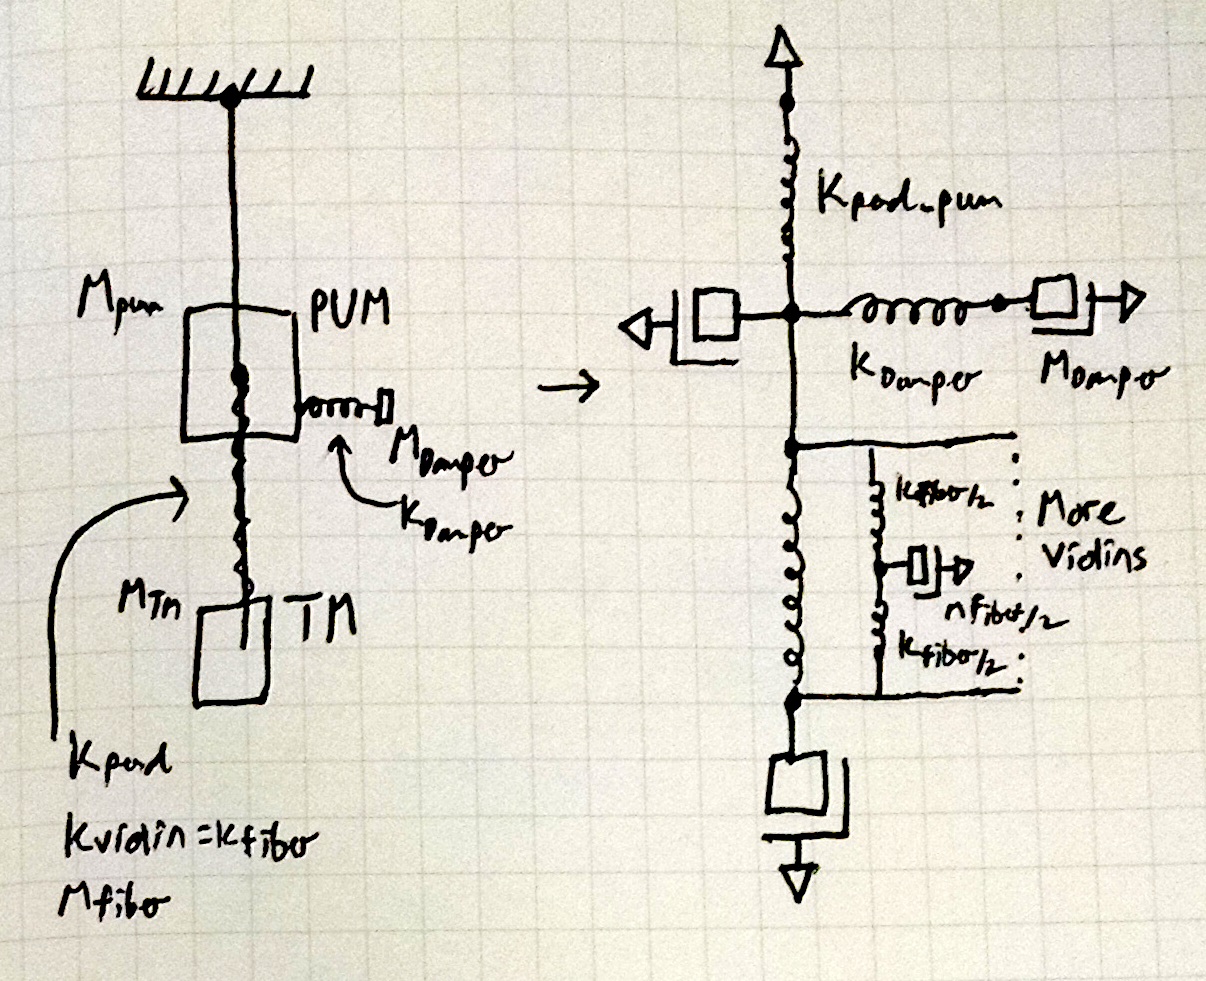 Mpum
PUM
MDamper
KDamper
MTM
TM
Kpend
Kviolin = Kfiber
Mfiber
Kpend-pum
KDamper
MDamper
Kfiber/2
More
violins
mfiber/2
Kfiber/2